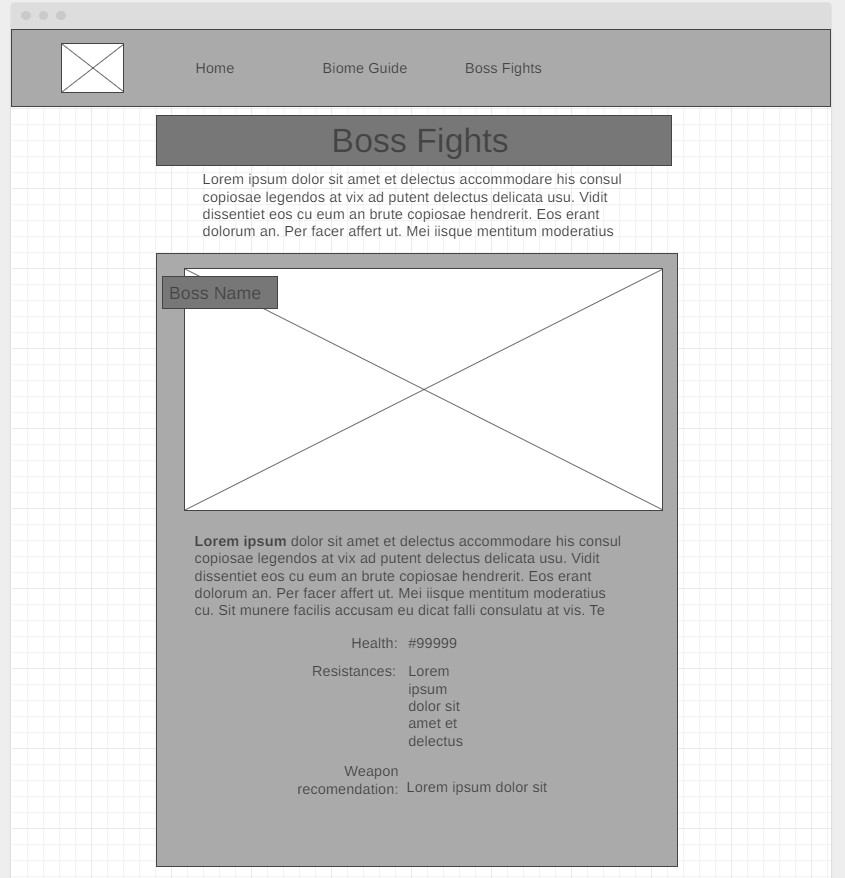 Home Biome Guide Boss Fights
Boss Fights
Lorem ipsum dolor sit amet et delectus accommodare his consul
copiosae legendos at vix ad putent delectus delicata usu. Vidit
dissentiet eos cu eum an brute copiosae hendrerit. Eos erant
dolorum an. Per facer affert ut. Mei iisque mentitum moderatius
Boss Name
Lorem ipsum dolor sit amet et delectus accommodare his consul
copiosae legendos at vix ad putent delectus delicata usu. Vidit
dissentiet eos cu eum an brute copiosae hendrerit. Eos erant
dolorum an. Per facer affert ut. Mei iisque mentitum moderatius
cu. Sit munere facilis accusam eu dicat falli consulatu at vis. Te
Health: #99999
Resistances: Lorem
ipsum
dolor sit
amet et
delectus
Weapon
recomendation: Lorem ipsum dolor sit